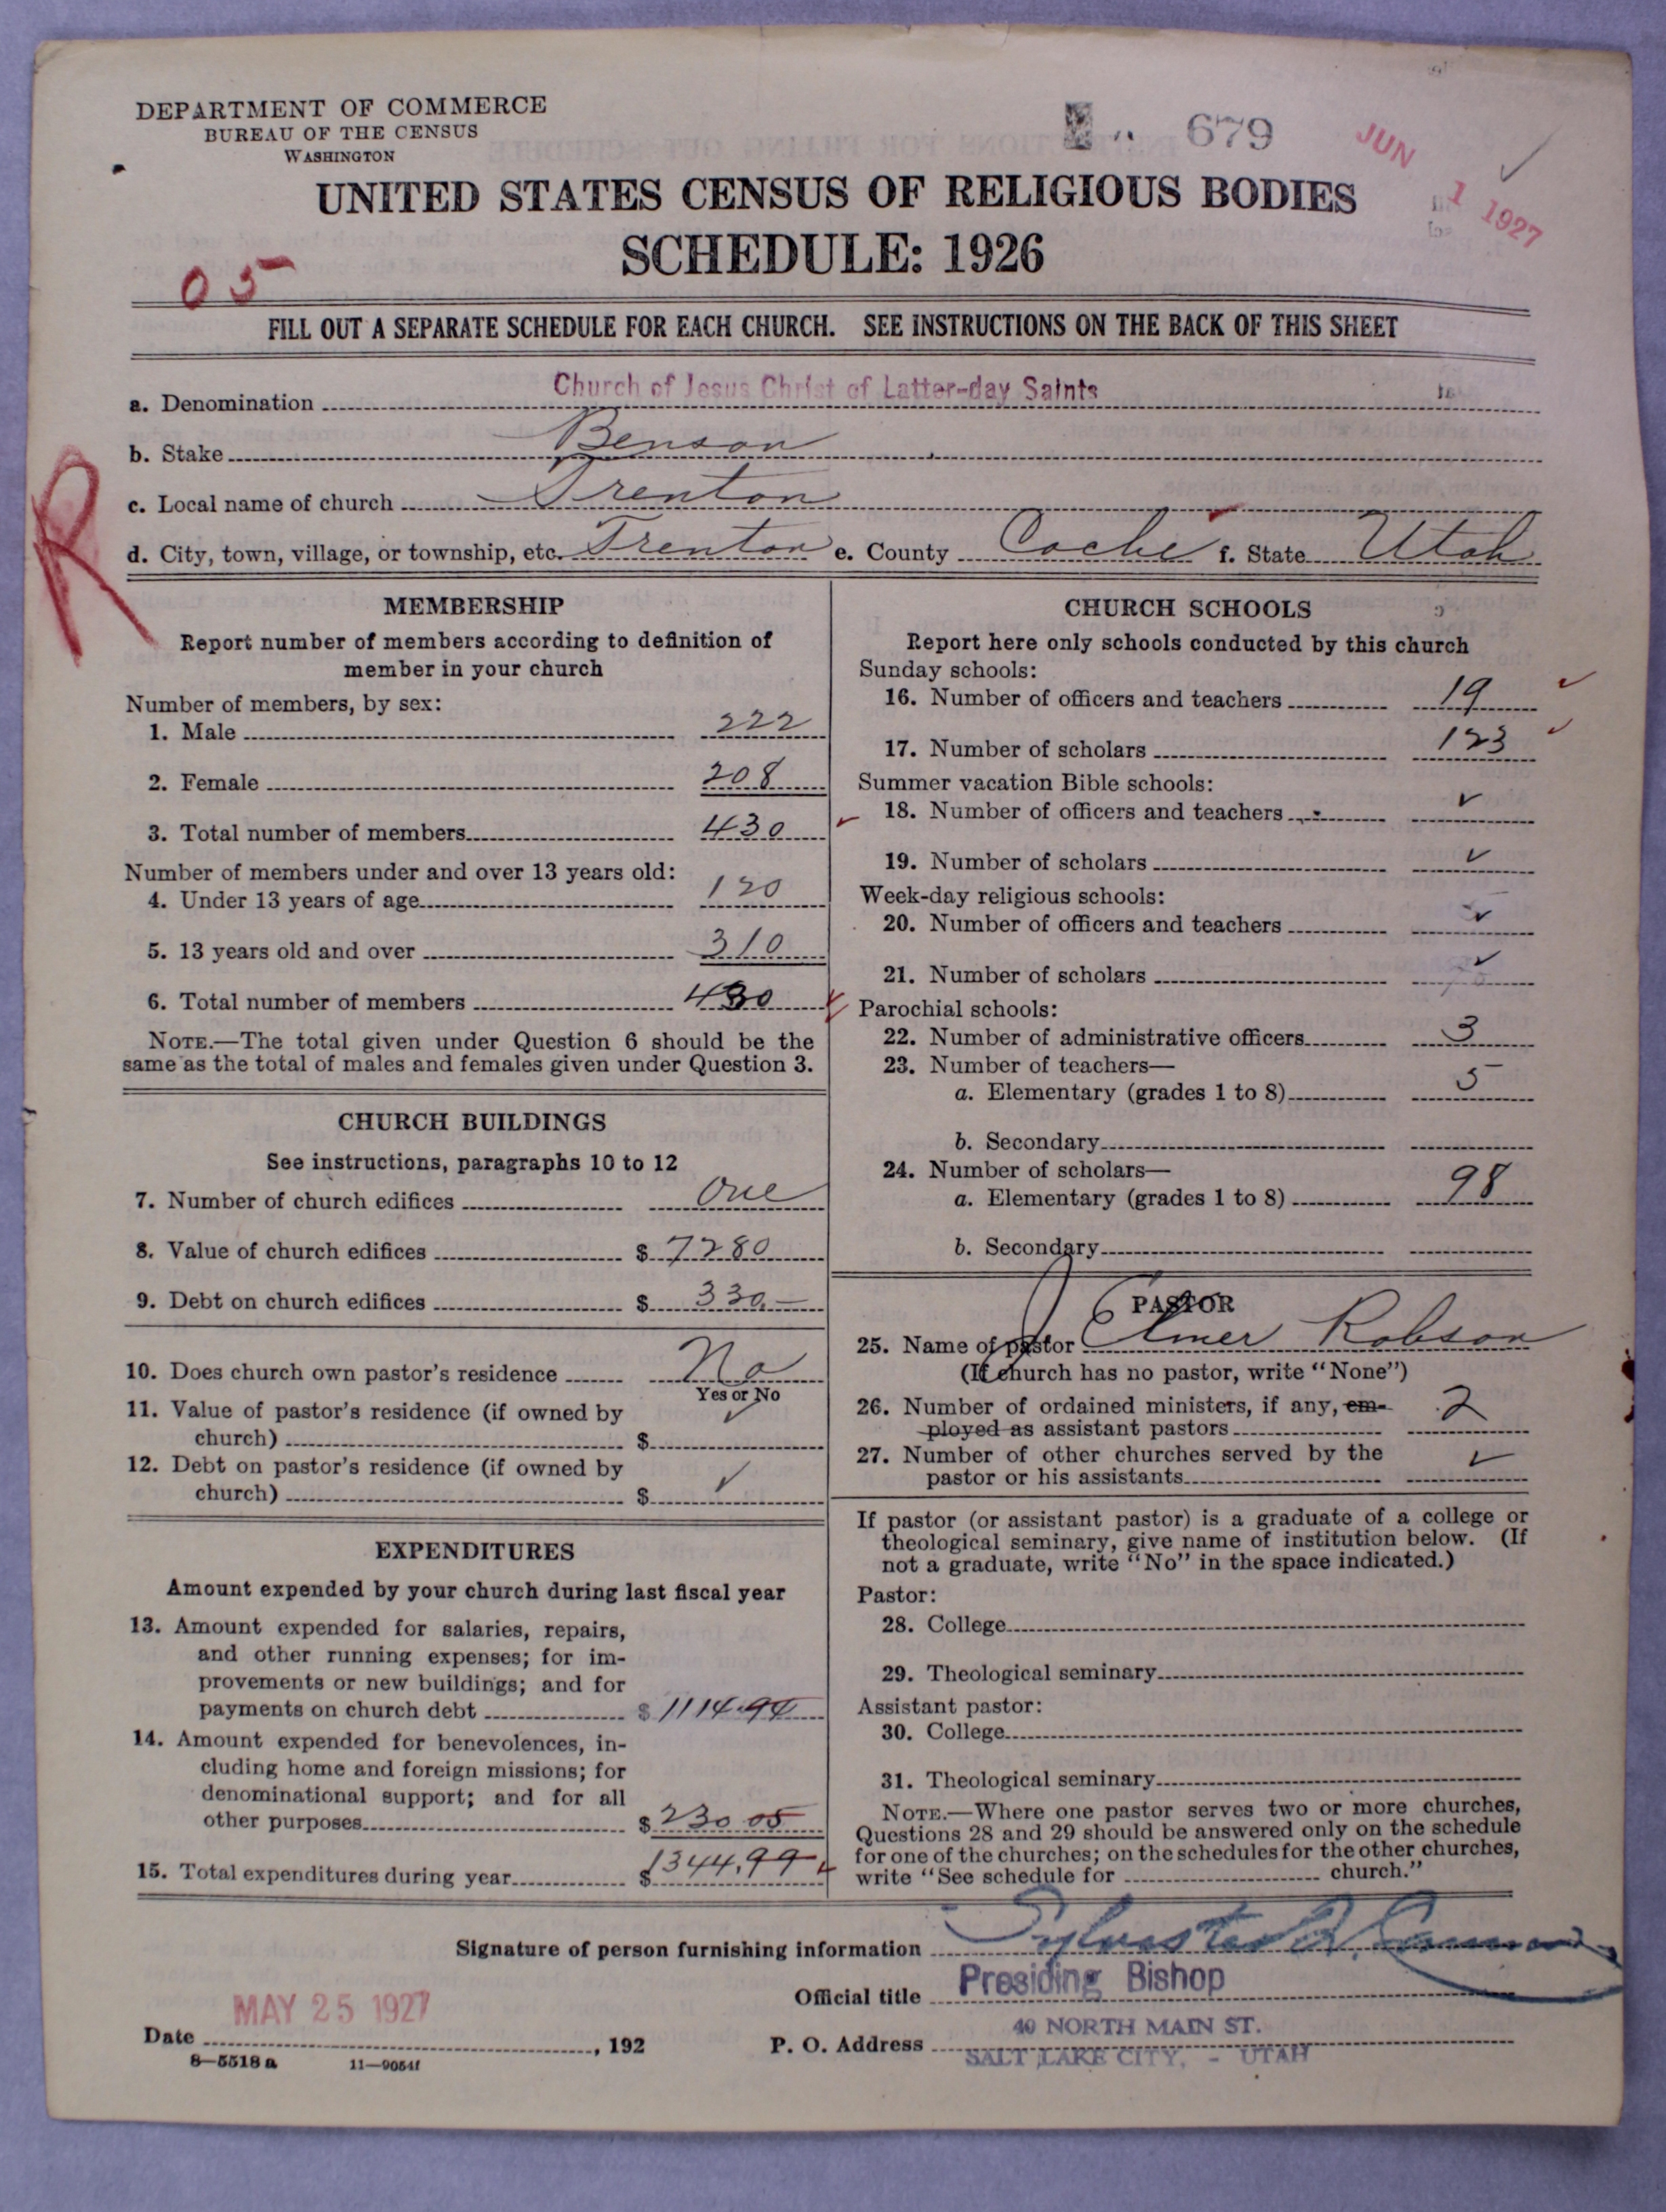 DEPARTMENT OF COMMERCE
BUREAU OF THE CENSUS
WASHINGTON
679
JUN 1 1927
UNITED STATES CENSUS OF RELIGIOUS BODIES
SCHEDULE: 1926
05
FILL OUT A SEPARATE SCHEDULE FOR EACH CHURCH. SEE INSTRUCTIONS ON THE BACK OF THIS SHEET
R
a. Denomination Church of Jesus Christ of Latter-day Saints
b. Stake Benson
c. Local name of church Trenton
d. City, town, village, or township, etc. Trenton e. County Cache f. State Utah
MEMBERSHIP
Report number of members according to definition of
member in your church
Number of members, by sex:
1. Male 222
2. Female 208
3. Total number of members 430
Number of members under and over 13 years old:
4. Under 13 years of age 120
5. 13 years old and over 310
6. Total number of members 430
NOTE.—The total given under Question 6 should be the
same as the total of males and females given under Question 3.
CHURCH BUILDINGS
See instructions, paragraphs 10 to 12
7. Number of church edifices One
8. Value of church edifices $ 7280
9. Debt on church edifices $ 330.—
10. Does church own pastor's residence No
Yes or No
11. Value of pastor's residence (if owned by
church) $ ✓
12. Debt on pastor's residence (if owned by
church) $ ✓
EXPENDITURES
Amount expended by your church during last fiscal year
13. Amount expended for salaries, repairs,
and other running expenses; for im-
provements or new buildings; and for
payments on church debt $ 1114.94
14. Amount expended for benevolences, in-
cluding home and foreign missions; for
denominational support; and for all
other purposes $ 230 05
15. Total expenditures during year $ 1344.99
CHURCH SCHOOLS
Report here only schools conducted by this church
Sunday schools:
16. Number of officers and teachers 19
17. Number of scholars 123
Summer vacation Bible schools:
18. Number of officers and teachers ✓
19. Number of scholars ✓
Week-day religious schools:
20. Number of officers and teachers ✓
21. Number of scholars ✓
Parochial schools:
22. Number of administrative officers 3
23. Number of teachers—
a. Elementary (grades 1 to 8) 5
b. Secondary
24. Number of scholars—
a. Elementary (grades 1 to 8) 98
b. Secondary
PASTOR
25. Name of pastor J Elmer Robson
(If church has no pastor, write "None")
26. Number of ordained ministers, if any, em-
ployed as assistant pastors 2
27. Number of other churches served by the
pastor or his assistants ✓
If pastor (or assistant pastor) is a graduate of a college or
theological seminary, give name of institution below. (If
not a graduate, write "No" in the space indicated.)
Pastor:
28. College
29. Theological seminary
Assistant pastor:
30. College
31. Theological seminary
NOTE.—Where one pastor serves two or more churches,
Questions 28 and 29 should be answered only on the schedule
for one of the churches; on the schedules for the other churches,
write "See schedule for church."
Signature of person furnishing information Sylvester Q. Cannon
Official title Presiding Bishop
Date MAY 25 1927 , 192
P. O. Address 40 NORTH MAIN ST.
SALT LAKE CITY, - UTAH
8—5518 a 11—9054f